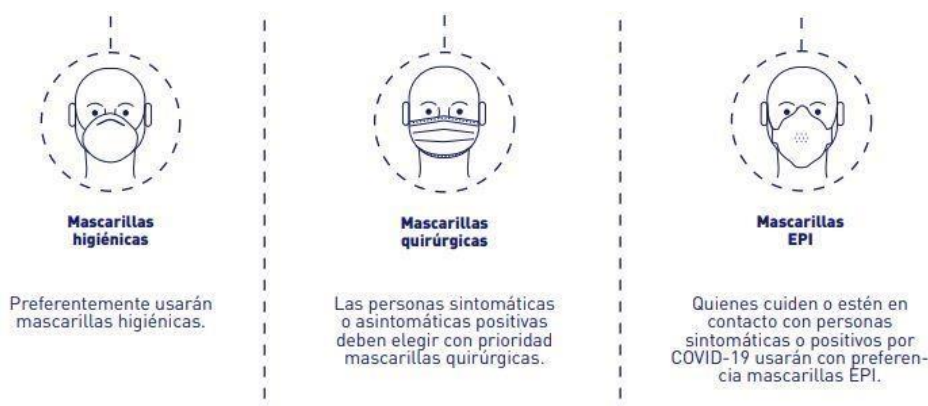 Mascarillas
higiénicas
Preferentemente usarán
mascarillas higiénicas.
Mascarillas
quirúrgicas
Las personas sintomáticas
o asintomáticas positivas
deben elegir con prioridad
mascarillas quirúrgicas.
Mascarillas
EPI
Quienes cuiden o estén en
contacto con personas
sintomáticas o positivos por
COVID-19 usarán con preferen-
cia mascarillas EPI.